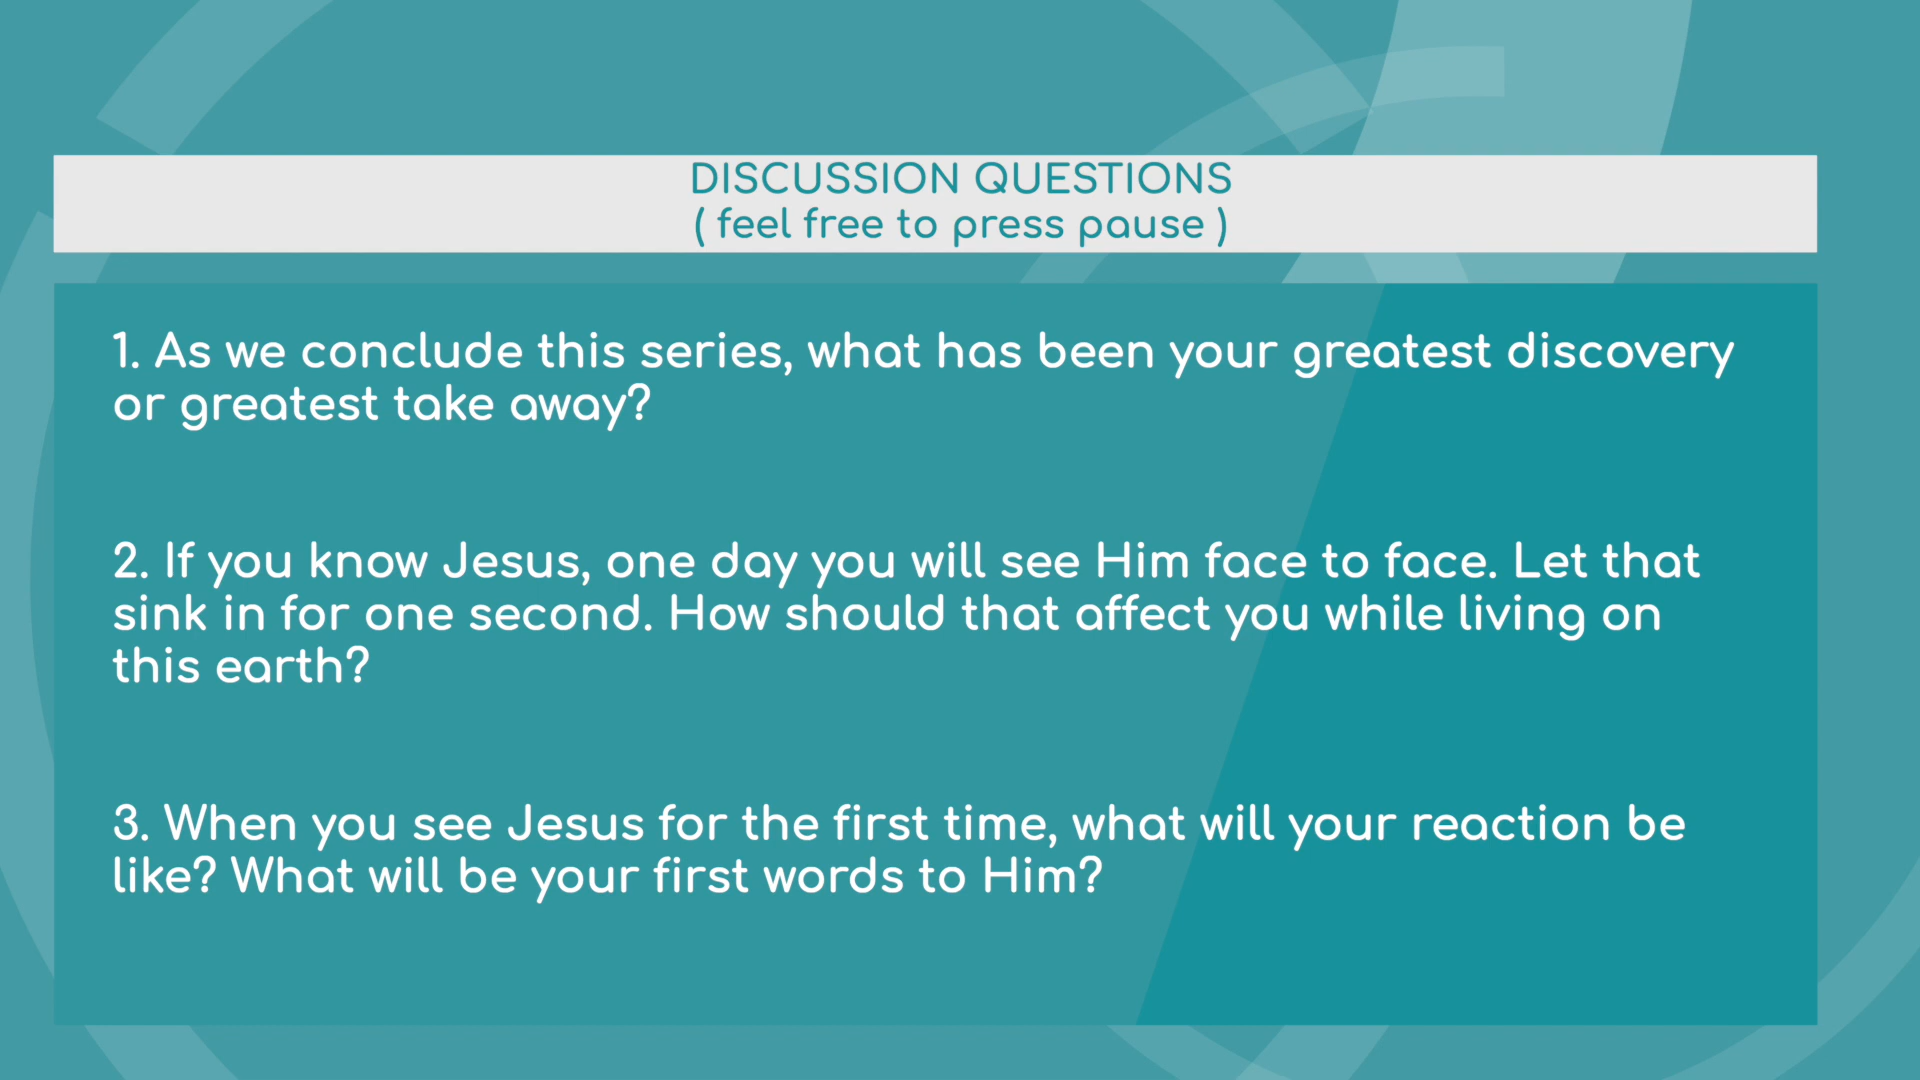 DISCUSSION QUESTIONS
( feel free to press pause )
1. As we conclude this series, what has been your greatest discovery
or greatest take away?
2. If you know Jesus, one day you will see Him face to face. Let that
sink in for one second. How should that affect you while living on
this earth?
3. When you see Jesus for the first time, what will your reaction be
like? What will be your first words to Him?